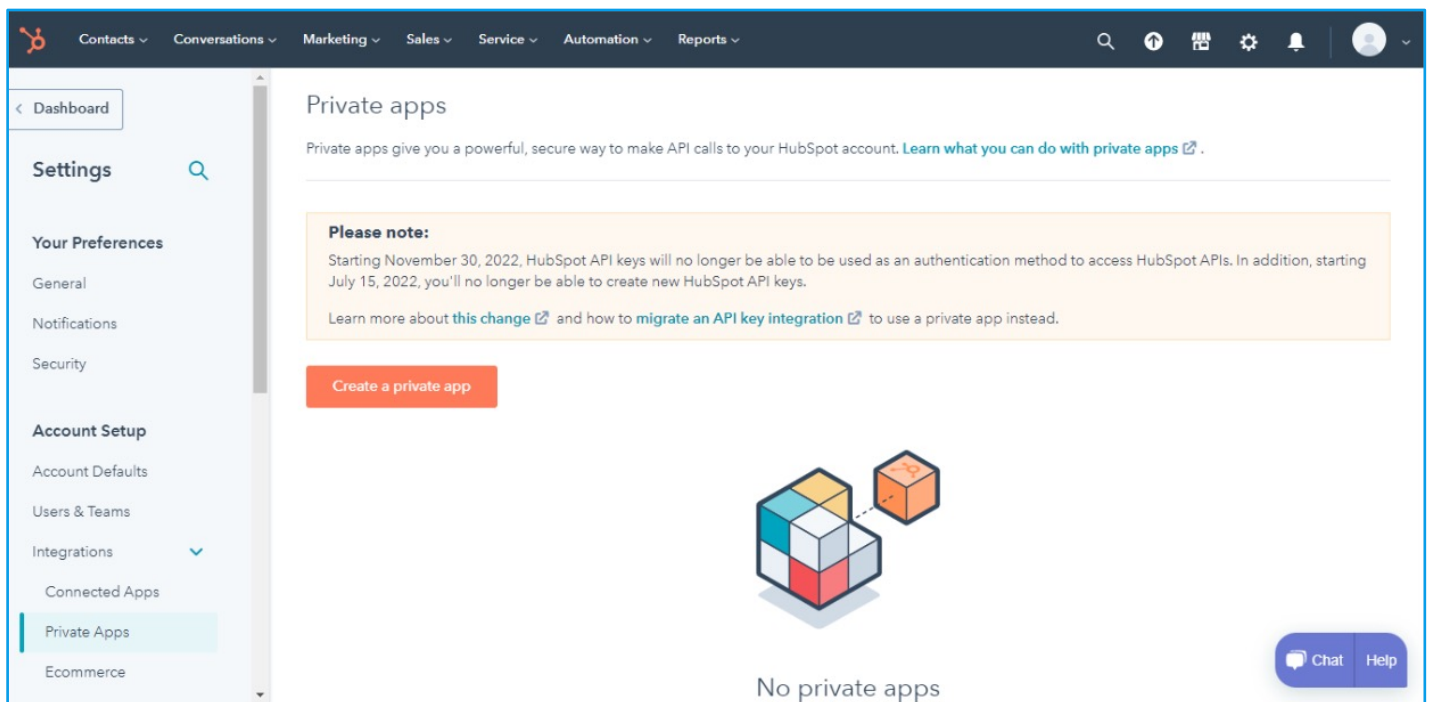 Contacts Conversations Marketing Sales Service Automation Reports
Dashboard
Settings
Your Preferences
General
Notifications
Security
Account Setup
Account Defaults
Users & Teams
Integrations
Connected Apps
Private Apps
Ecommerce
Private apps
Private apps give you a powerful, secure way to make API calls to your HubSpot account. Learn what you can do with private apps .
Please note:
Starting November 30, 2022, HubSpot API keys will no longer be able to be used as an authentication method to access HubSpot APIs. In addition, starting
July 15, 2022, you'll no longer be able to create new HubSpot API keys.
Learn more about this change and how to migrate an API key integration to use a private app instead.
Create a private app
No private apps
Chat Help